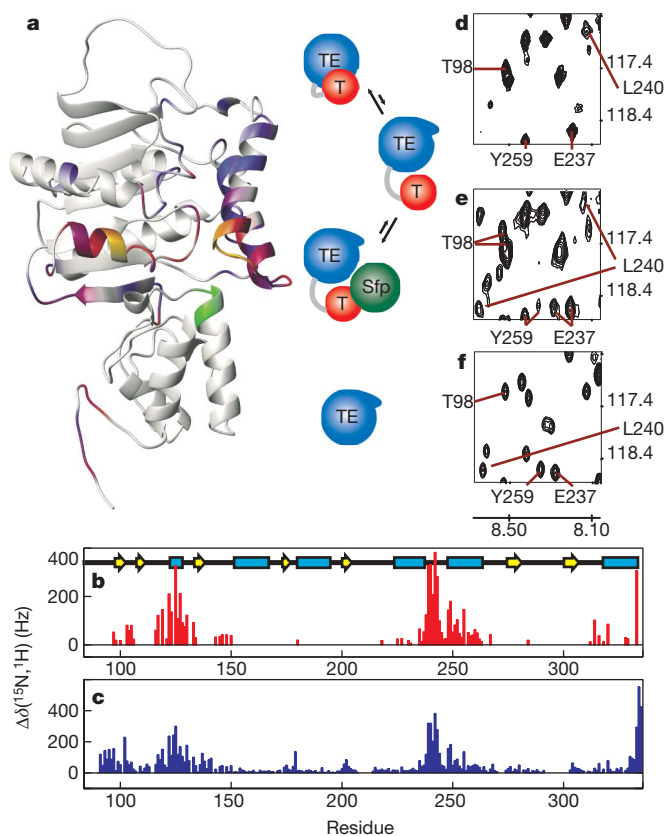 a
TE
T
TE
T
TE
T
Sfp
TE
d
T98
117.4
L240
118.4
Y259 E237
e
T98
117.4
L240
118.4
Y259 E237
f
T98
117.4
L240
118.4
Y259 E237
8.50 8.10
b
400
200
0
100 150 200 250 300
c
400
200
0
100 150 200 250 300
Δδ(¹⁵N,¹H) (Hz)
Residue